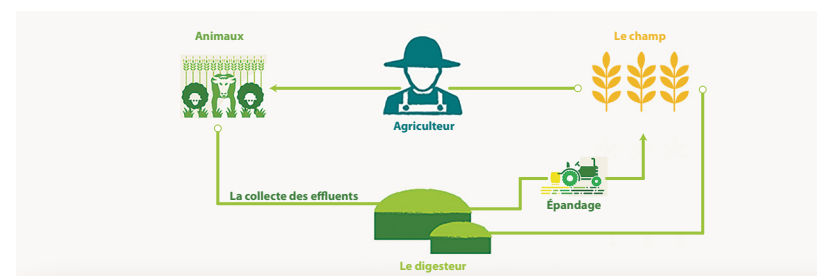 Animaux
Le champ
Agriculteur
La collecte des effluents
Épandage
Le digesteur